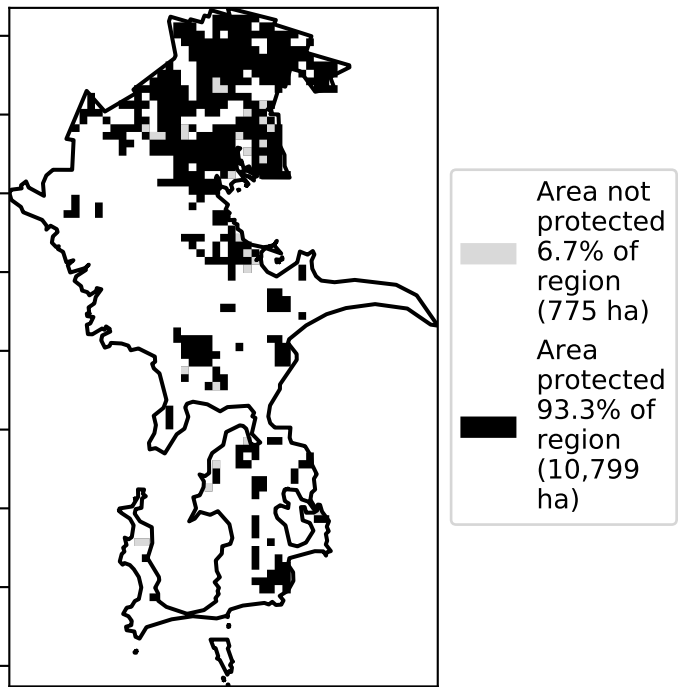 Area not
protected
6.7% of
region
(775 ha)
Area
protected
93.3% of
region
(10,799
ha)